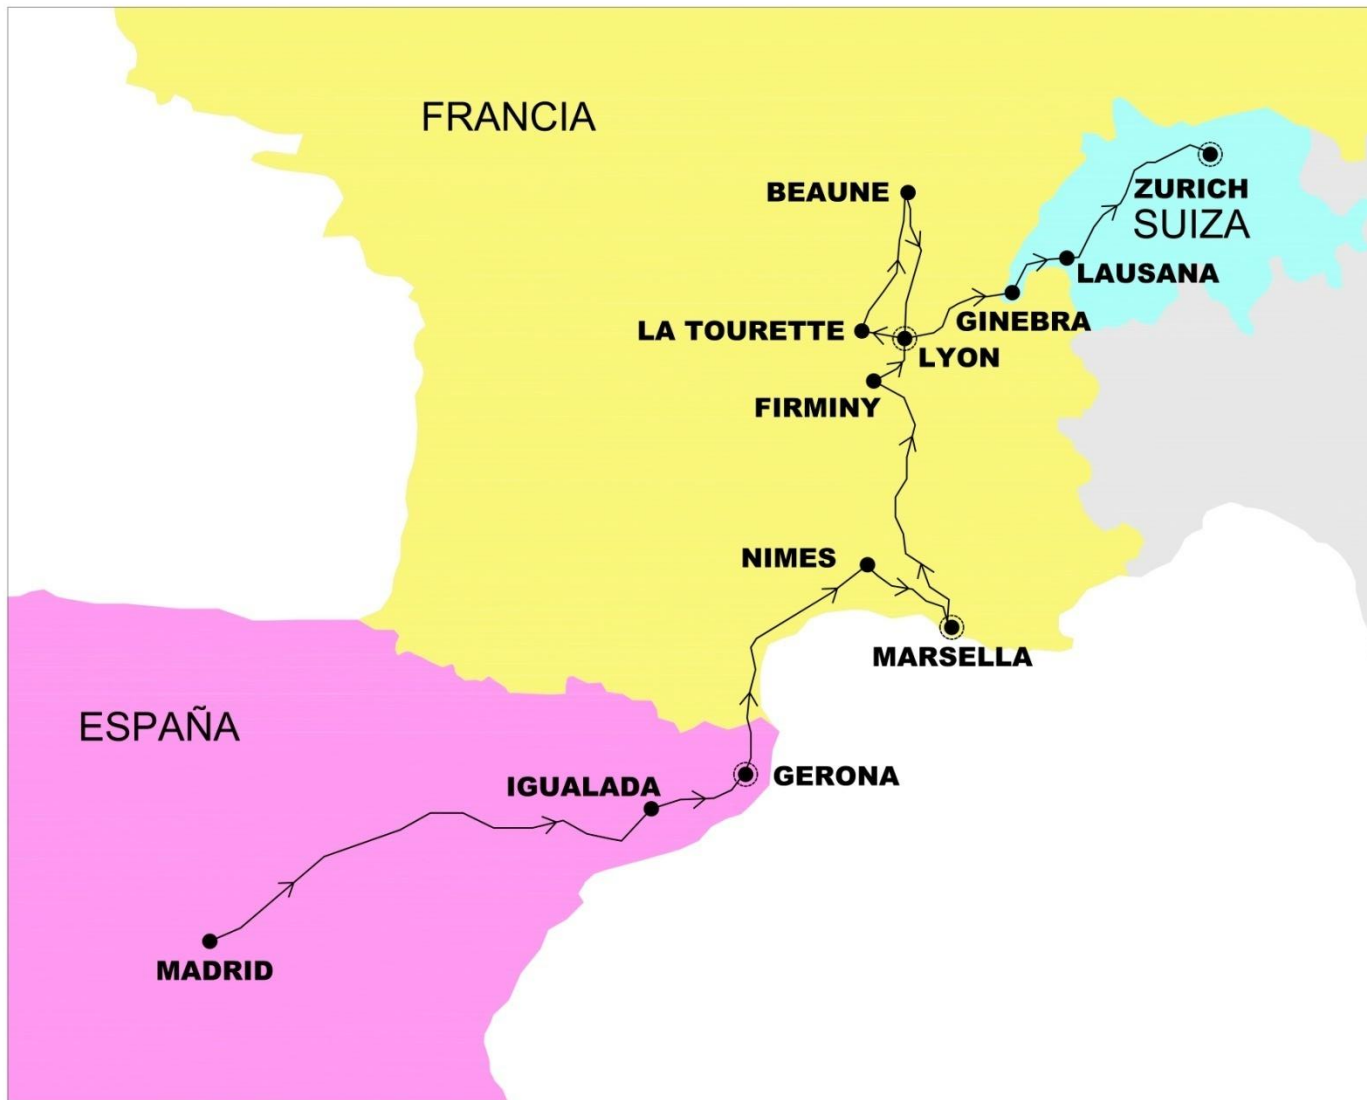 FRANCIA
BEAUNE
ZURICH
SUIZA
LAUSANA
GINEBRA
LA TOURETTE
LYON
FIRMINY
NIMES
MARSELLA
ESPAÑA
GERONA
IGUALADA
MADRID